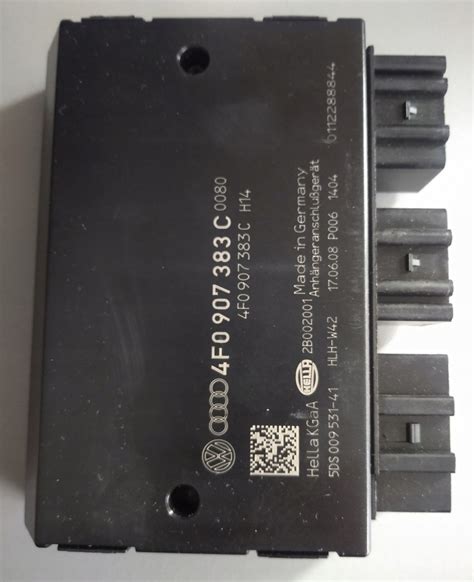 4F0 907 383 C 0080
4F0 907 383 C H14
Hella KGaA HELLA 2B002001 Made in Germany
Anhängeranschlußgerät
5DS 009 531-41 HLH-W42 17.06.08 P006 1404
0112288844